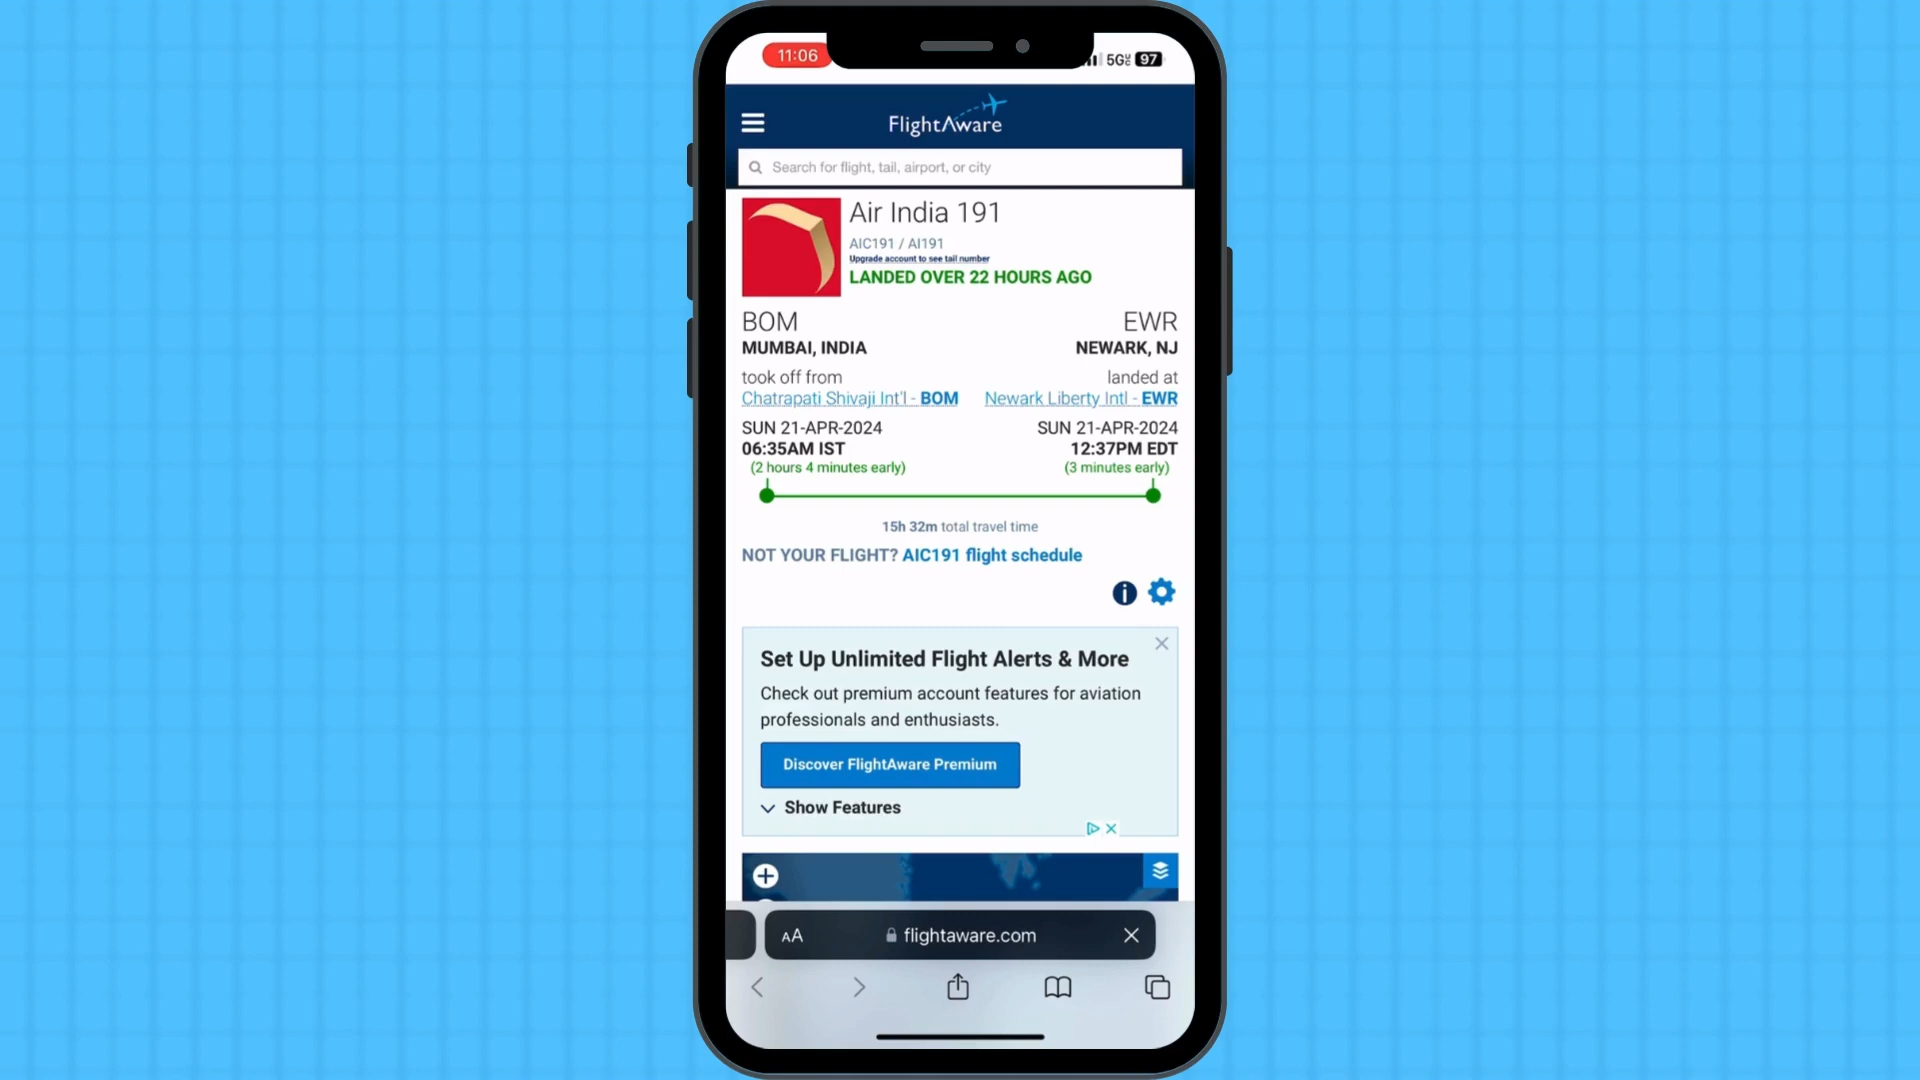 11:06
5G 97
FlightAware
Search for flight, tail, airport, or city
Air India 191
AIC191 / AI191
Upgrade account to see tail number
LANDED OVER 22 HOURS AGO
BOM EWR
MUMBAI, INDIA NEWARK, NJ
took off from landed at
Chatrapati Shivaji Int'l - BOM Newark Liberty Intl - EWR
SUN 21-APR-2024 SUN 21-APR-2024
06:35AM IST 12:37PM EDT
(2 hours 4 minutes early) (3 minutes early)
15h 32m total travel time
NOT YOUR FLIGHT? AIC191 flight schedule
Set Up Unlimited Flight Alerts & More
Check out premium account features for aviation
professionals and enthusiasts.
Discover FlightAware Premium
Show Features
AA flightaware.com